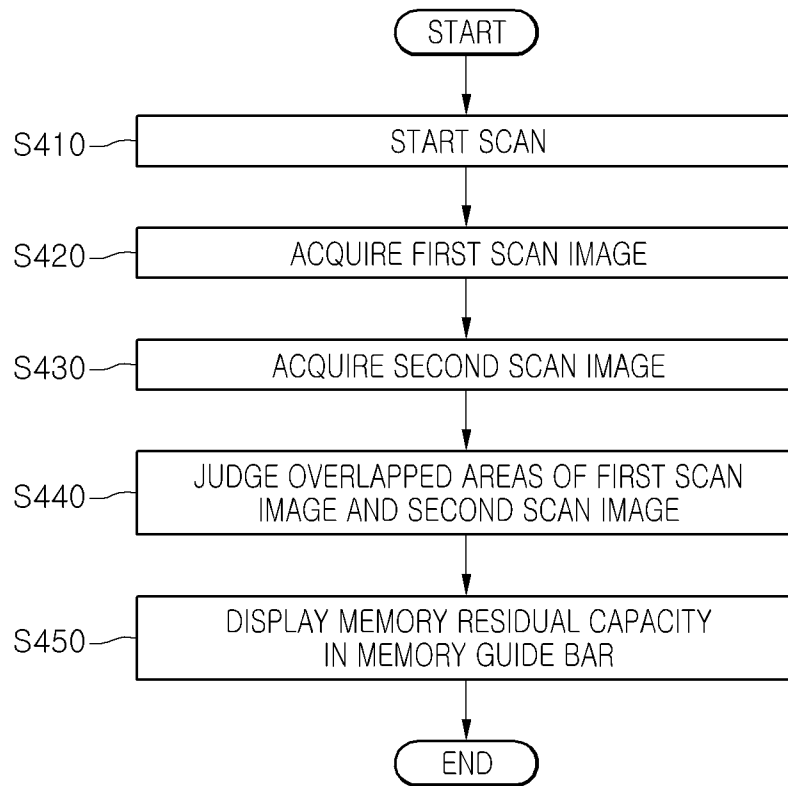 START
S410
START SCAN
S420
ACQUIRE FIRST SCAN IMAGE
S430
ACQUIRE SECOND SCAN IMAGE
S440
JUDGE OVERLAPPED AREAS OF FIRST SCAN
IMAGE AND SECOND SCAN IMAGE
S450
DISPLAY MEMORY RESIDUAL CAPACITY
IN MEMORY GUIDE BAR
END